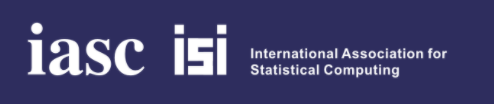 iasc isi International Association for
Statistical Computing